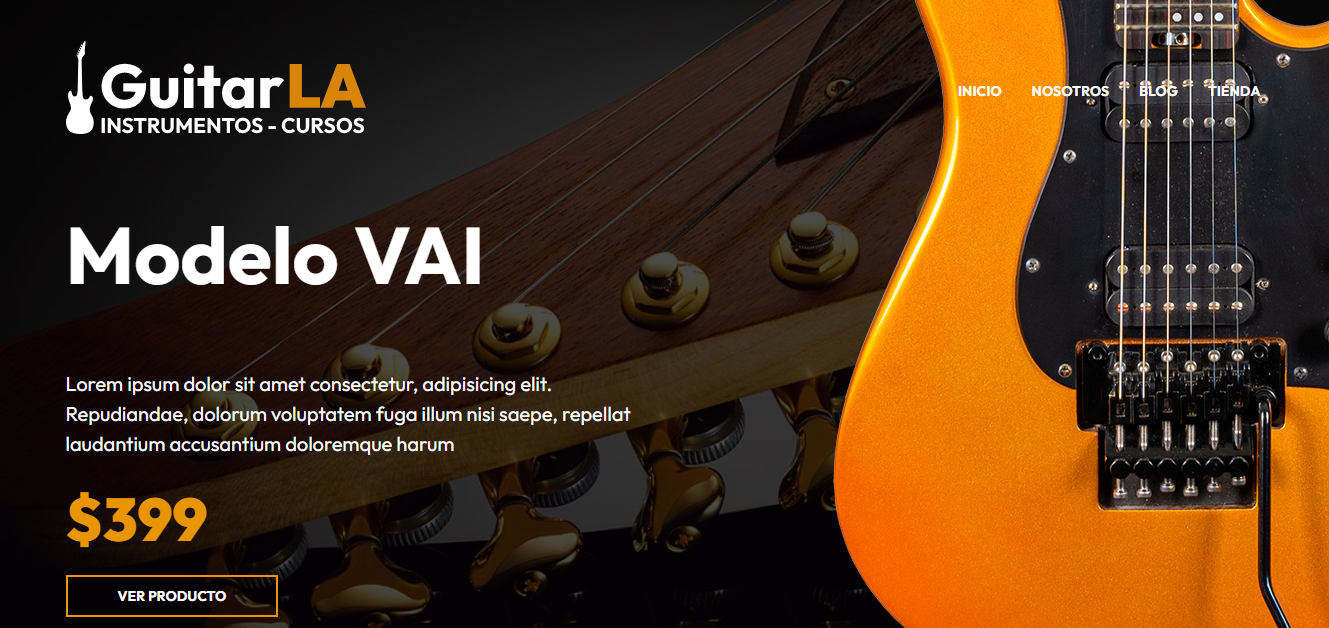 GuitarLA
INSTRUMENTOS - CURSOS
INICIO NOSOTROS BLOG TIENDA
Modelo VAI
Lorem ipsum dolor sit amet consectetur, adipisicing elit.
Repudiandae, dolorum voluptatem fuga illum nisi saepe, repellat
laudantium accusantium doloremque harum
$399
VER PRODUCTO